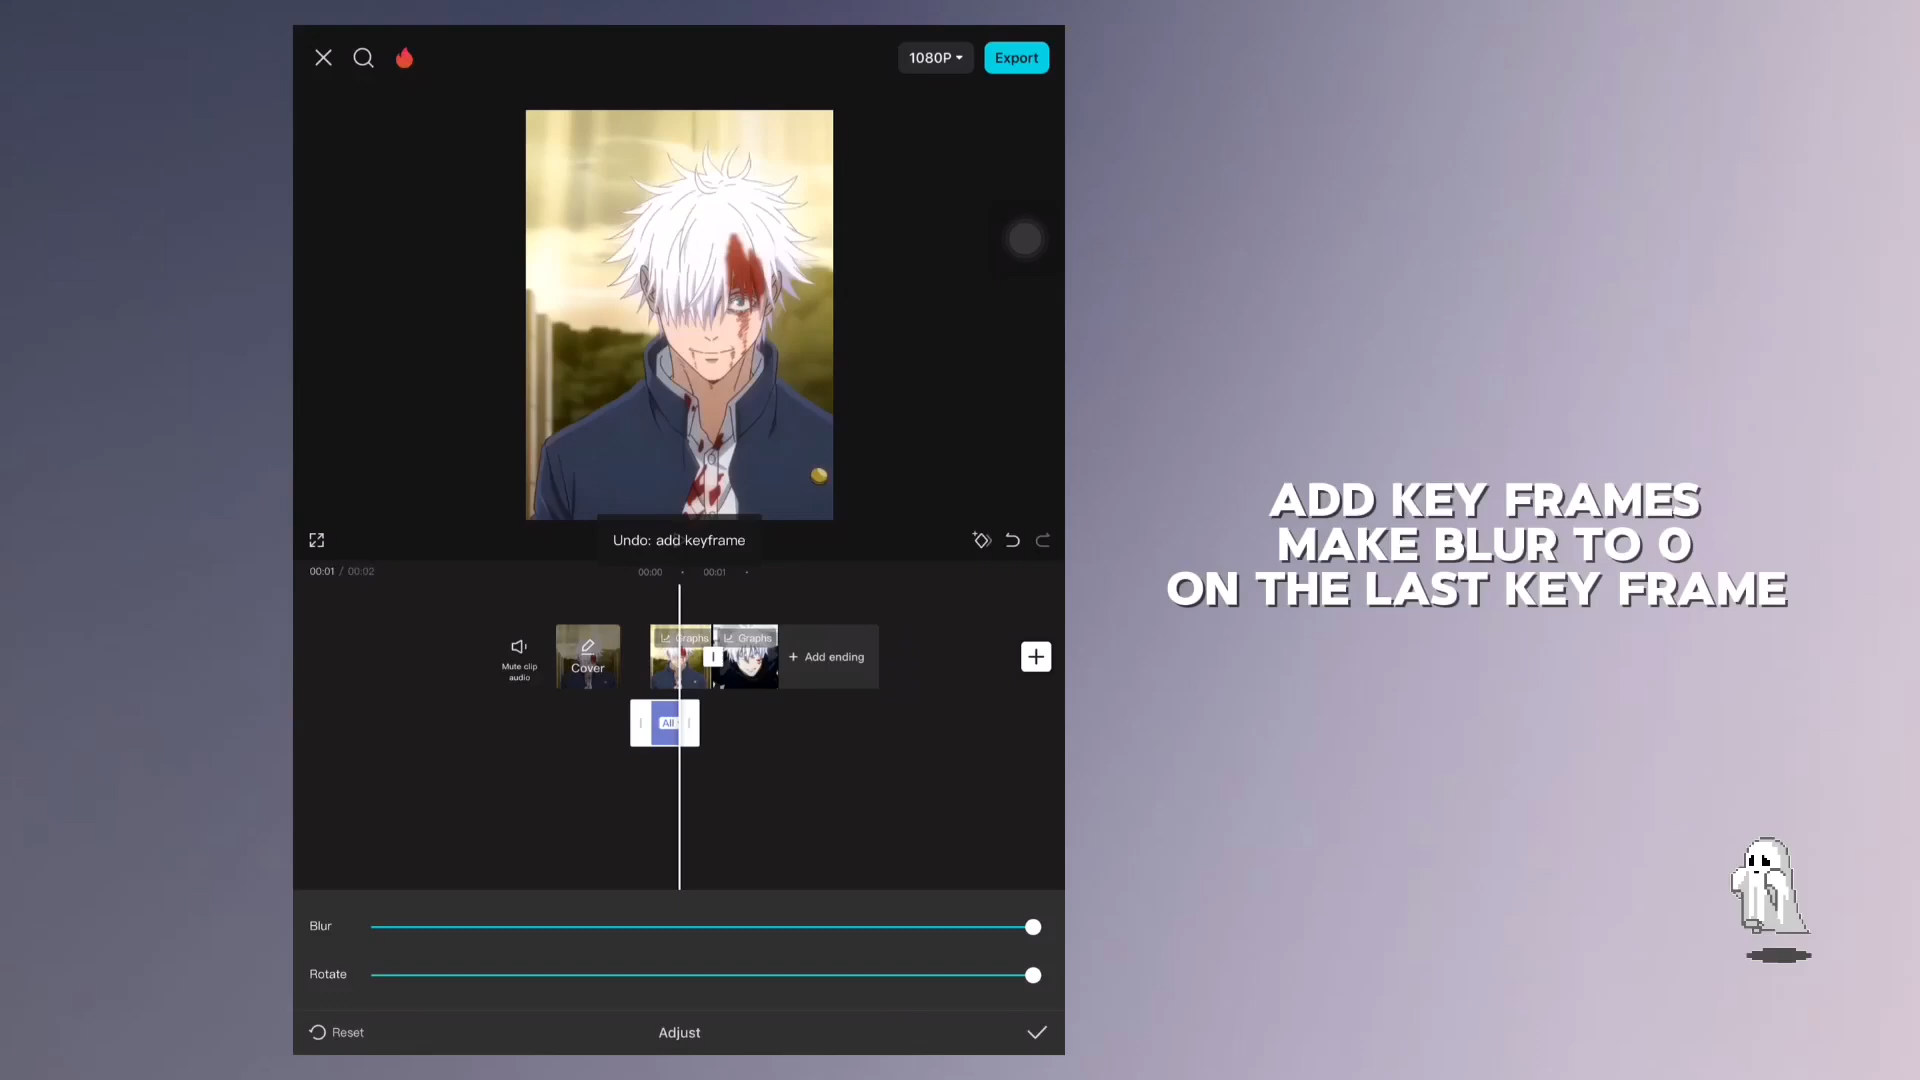 1080P
Export
Undo: add keyframe
00:01 / 00:02
00:00
00:01
Mute clip
audio
Cover
Graphs
Graphs
+ Add ending
All
Blur
Rotate
Reset
Adjust
ADD KEY FRAMES
MAKE BLUR TO 0
ON THE LAST KEY FRAME